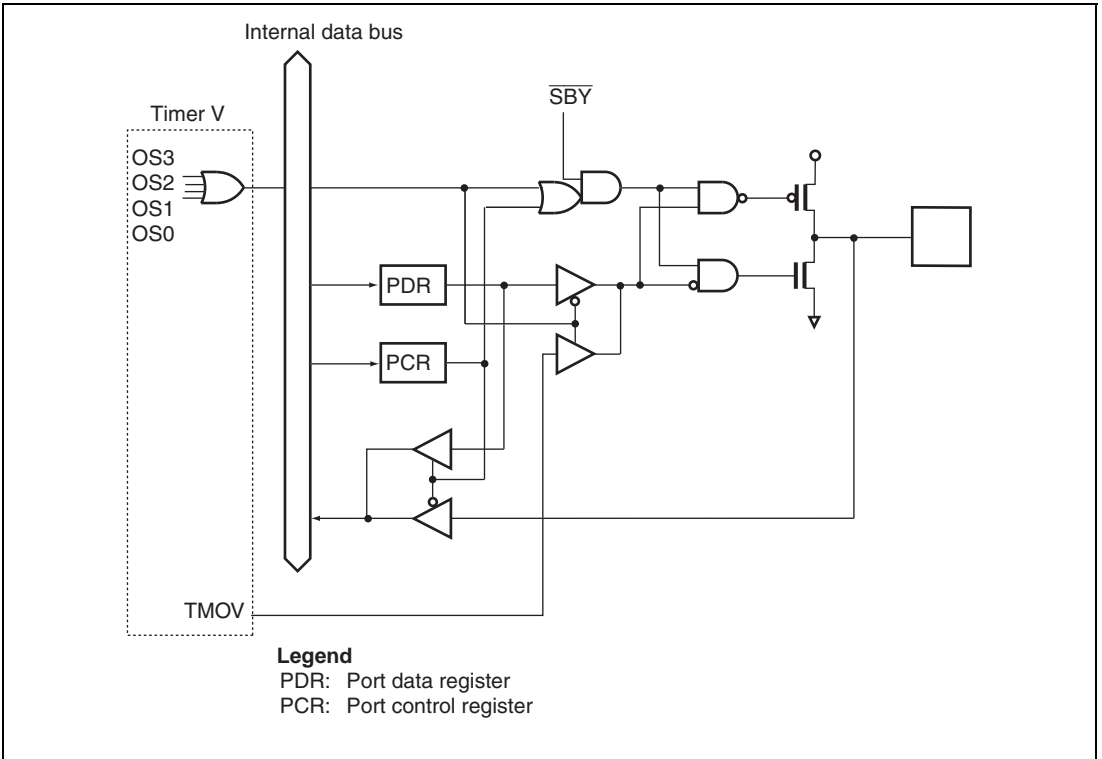 Internal data bus
SBY
Timer V
OS3
OS2
OS1
OS0
PDR
PCR
TMOV
Legend
PDR: Port data register
PCR: Port control register